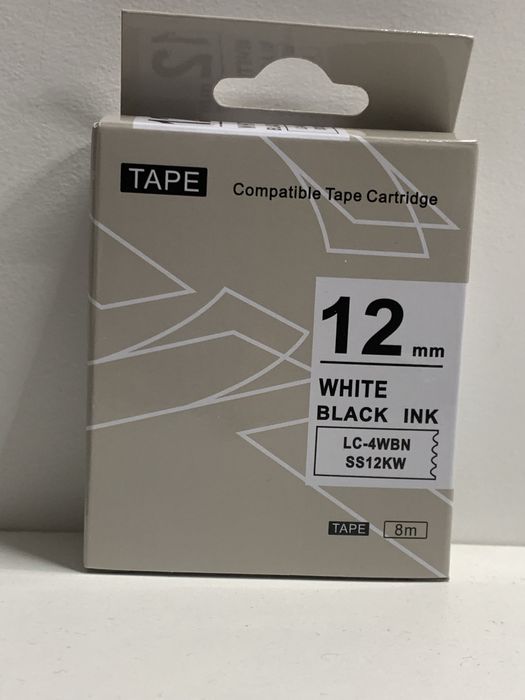 TAPE
Compatible Tape Cartridge
12 mm
WHITE
BLACK INK
LC-4WBN
SS12KW
TAPE 8m